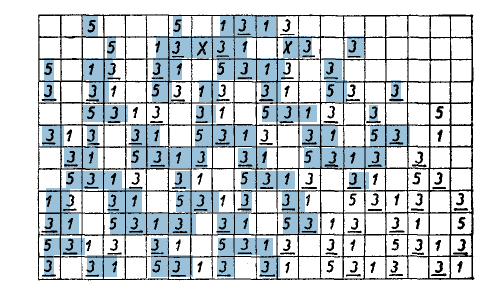 5 5 1 3 1 3
5 1 3 X 3 1 X 3 3
5 1 3 3 1 5 3 1 3 3
3 3 1 5 3 1 3 3 1 5 3 3
5 3 1 3 3 1 5 3 1 3 3 5
3 1 3 3 1 5 3 1 3 3 1 5 3 1
3 1 5 3 1 3 3 1 5 3 1 3 3
5 3 1 3 3 1 5 3 1 3 3 1 5 3
1 3 3 1 5 3 1 3 3 1 5 3 1 3 3
3 1 5 3 1 3 3 1 5 3 1 3 3 1 5
5 3 1 3 3 1 5 3 1 3 3 1 5 3 1 3
3 3 1 5 3 1 3 3 1 5 3 1 3 3 1